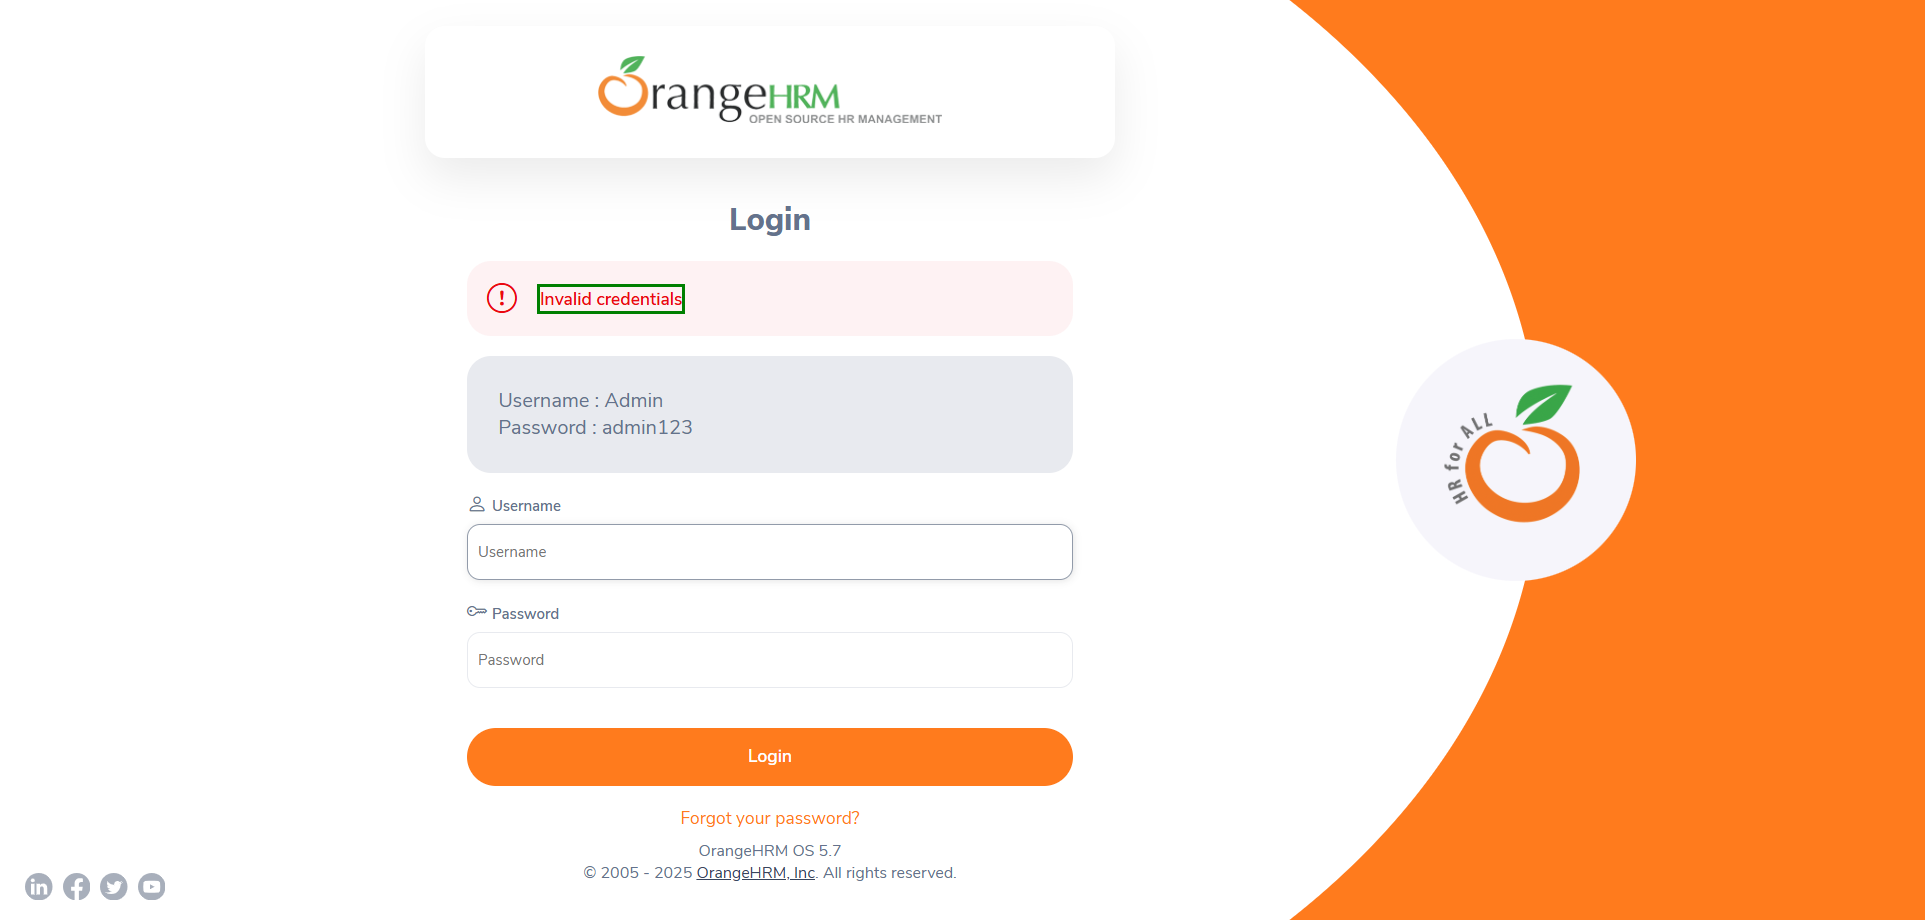 OrangeHRM
OPEN SOURCE HR MANAGEMENT
Login
Invalid credentials
Username : Admin
Password : admin123
Username
Username
Password
Password
Login
Forgot your password?
OrangeHRM OS 5.7
© 2005 - 2025 OrangeHRM, Inc. All rights reserved.
HR for ALL